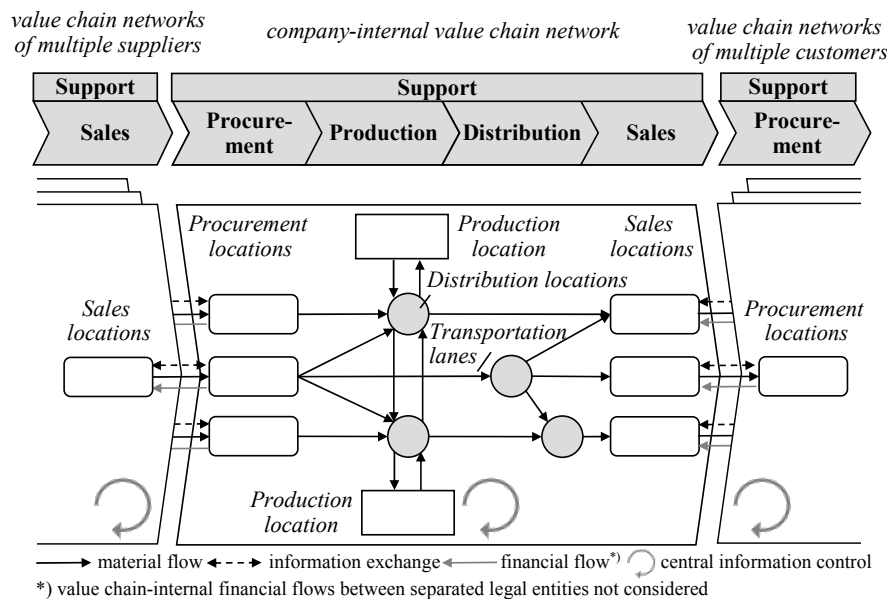 value chain networks
of multiple suppliers
company-internal value chain network
value chain networks
of multiple customers
Support
Support
Support
Sales
Procure-
ment
Production
Distribution
Sales
Procure-
ment
Procurement
locations
Production
location
Sales
locations
Distribution locations
Sales
locations
Transportation
lanes
Procurement
locations
Production
location
material flow
information exchange
financial flow*)
central information control
*) value chain-internal financial flows between separated legal entities not considered